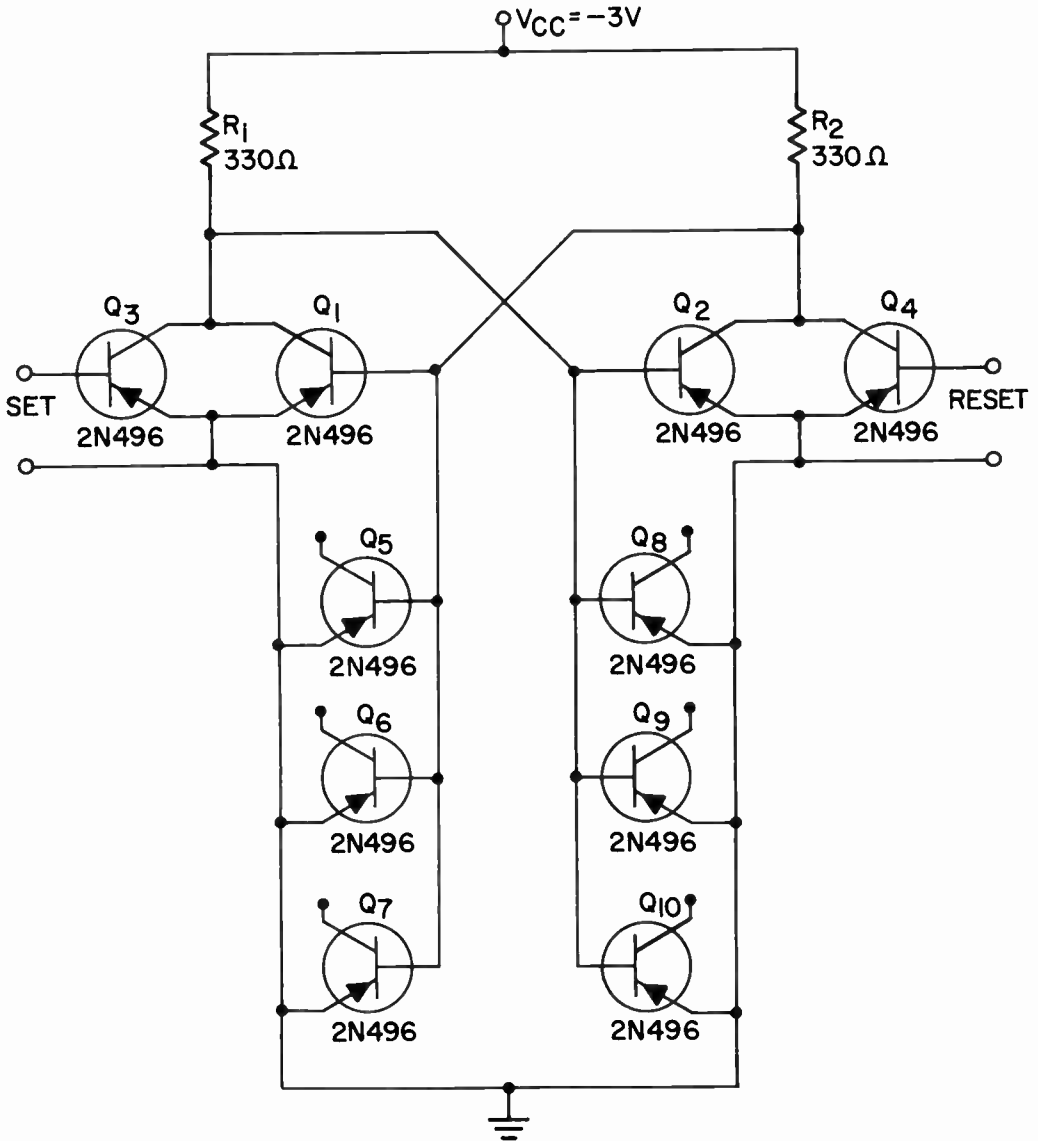 VCC = -3V
R1
330Ω
R2
330Ω
Q3
Q1
Q2
Q4
SET
RESET
2N496
2N496
2N496
2N496
Q5
Q8
2N496
2N496
Q6
Q9
2N496
2N496
Q7
Q10
2N496
2N496